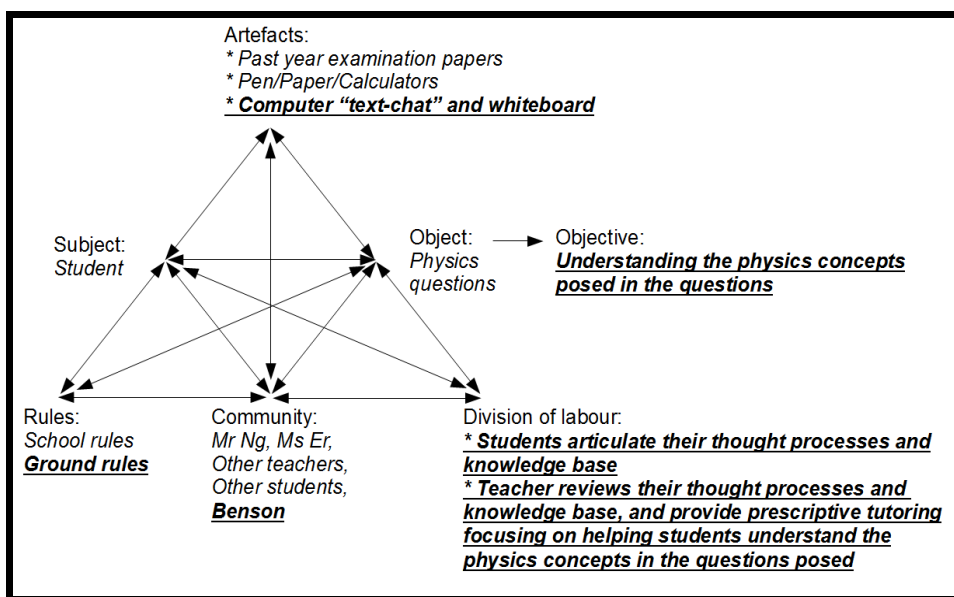 Artefacts:
* Past year examination papers
* Pen/Paper/Calculators
* Computer “text-chat” and whiteboard
Subject:
Student
Object:
Physics
questions
Objective:
Understanding the physics concepts
posed in the questions
Rules:
School rules
Ground rules
Community:
Mr Ng, Ms Er,
Other teachers,
Other students,
Benson
Division of labour:
* Students articulate their thought processes and
knowledge base
* Teacher reviews their thought processes and
knowledge base, and provide prescriptive tutoring
focusing on helping students understand the
physics concepts in the questions posed